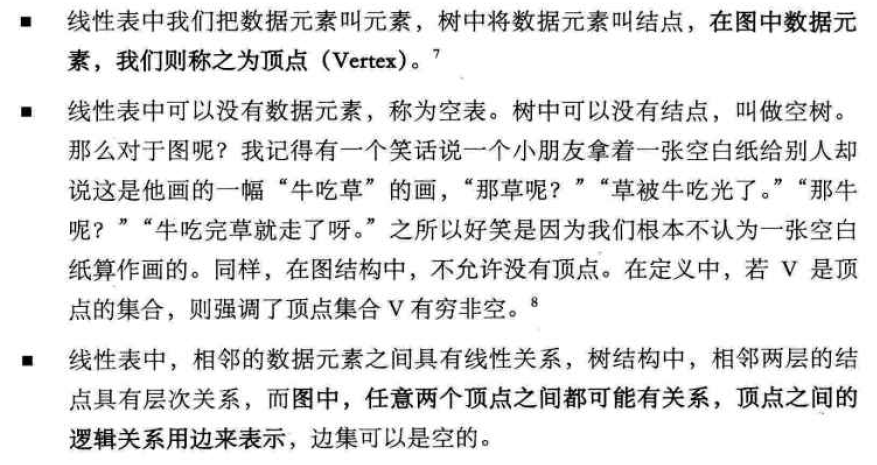 ■ 线性表中我们把数据元素叫元素，树中将数据元素叫结点，在图中数据元
素，我们则称之为顶点（Vertex）。7
■ 线性表中可以没有数据元素，称为空表。树中可以没有结点，叫做空树。
那么对于图呢？我记得有一个笑话说一个小朋友拿着一张空白纸给别人却
说这是他画的一幅“牛吃草”的画，“那草呢？”“草被牛吃光了。”“那牛
呢？”“牛吃完草就走了呀。”之所以好笑是因为我们根本不认为一张空白
纸算作画的。同样，在图结构中，不允许没有顶点。在定义中，若 V 是顶
点的集合，则强调了顶点集合 V 有穷非空。8
■ 线性表中，相邻的数据元素之间具有线性关系，树结构中，相邻两层的结
点具有层次关系，而图中，任意两个顶点之间都可能有关系，顶点之间的
逻辑关系用边来表示，边集可以是空的。